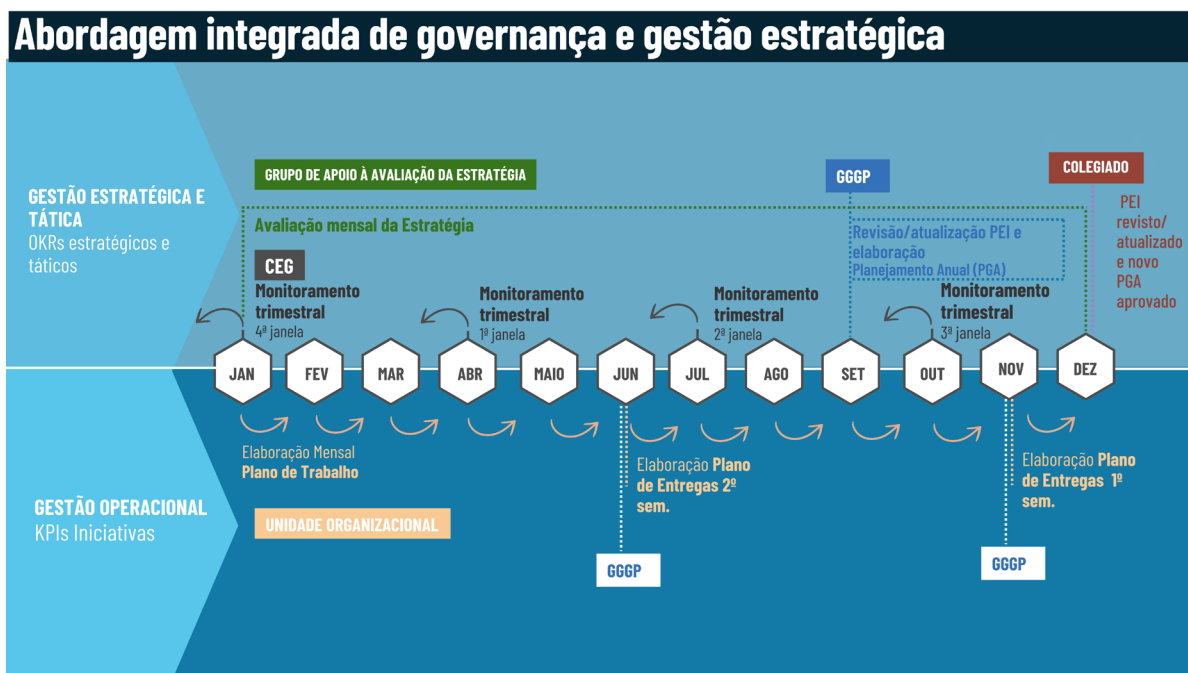 Abordagem integrada de governança e gestão estratégica
GESTÃO ESTRATÉGICA E
TÁTICA
OKRs estratégicos e
táticos
GRUPO DE APOIO À AVALIAÇÃO DA ESTRATÉGIA
GGGP
COLEGIADO
Avaliação mensal da Estratégia
Revisão/atualização PEI e
elaboração
Planejamento Anual (PGA)
PEI
revisto/
atualizado
e novo
PGA
aprovado
CEG
Monitoramento
trimestral
4ª janela
Monitoramento
trimestral
1ª janela
Monitoramento
trimestral
2ª janela
Monitoramento
trimestral
3ª janela
JAN
FEV
MAR
ABR
MAIO
JUN
JUL
AGO
SET
OUT
NOV
DEZ
GESTÃO OPERACIONAL
KPIs Iniciativas
Elaboração Mensal
Plano de Trabalho
UNIDADE ORGANIZACIONAL
Elaboração Plano
de Entregas 2º
sem.
GGGP
Elaboração Plano
de Entregas 1º
sem.
GGGP